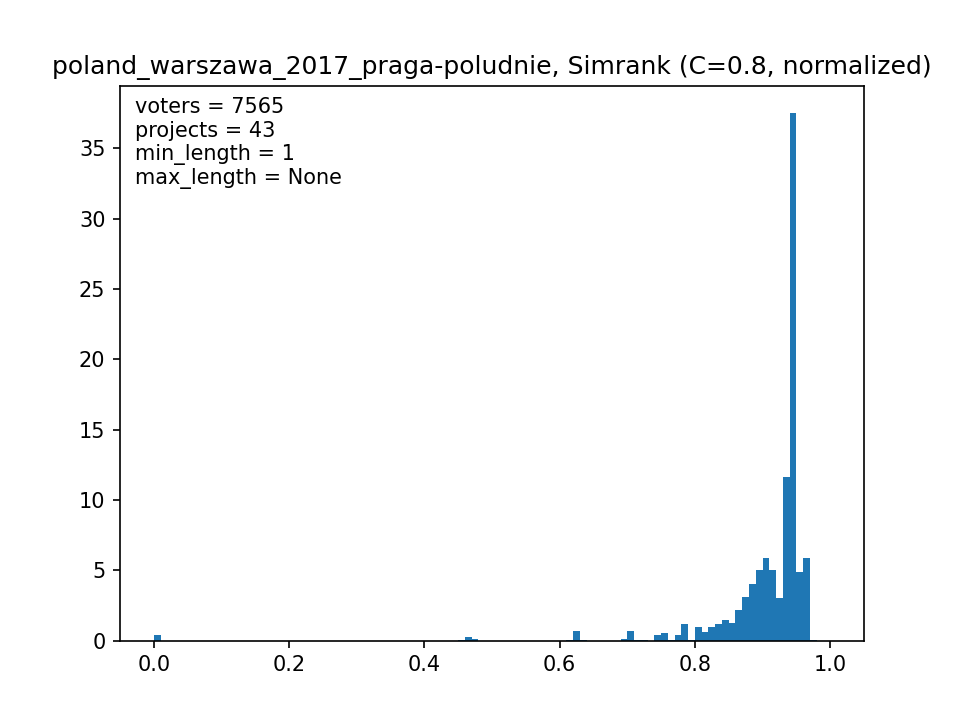 poland_warszawa_2017_praga-poludnie, Simrank (C=0.8, normalized)
voters = 7565
projects = 43
min_length = 1
max_length = None
35
30
25
20
15
10
5
0
0.0 0.2 0.4 0.6 0.8 1.0